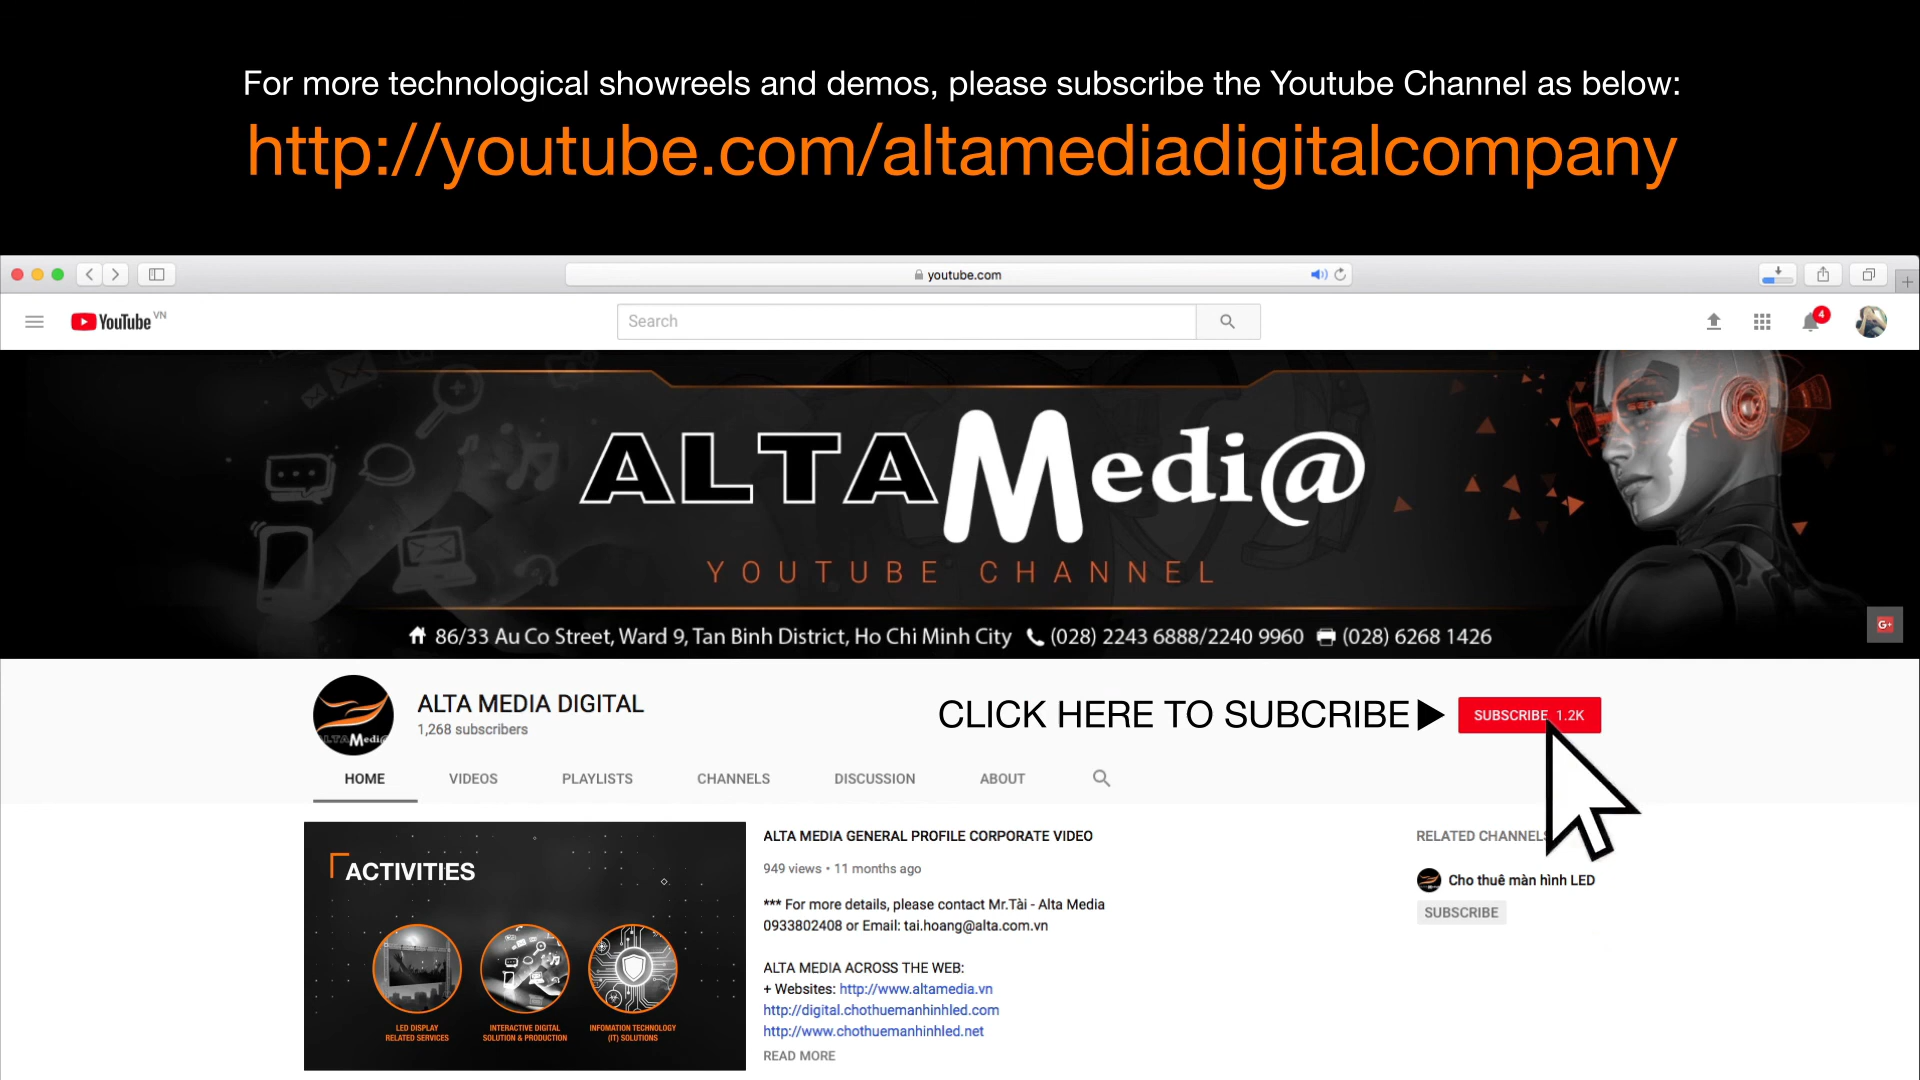 For more technological showreels and demos, please subscribe the Youtube Channel as below:
http://youtube.com/altamediadigitalcompany
youtube.com
YouTube VN
Search
4
ALTA Medi@
YOUTUBE CHANNEL
86/33 Au Co Street, Ward 9, Tan Binh District, Ho Chi Minh City (028) 2243 6888/2240 9960 (028) 6268 1426
G+
ALTA MEDIA DIGITAL
1,268 subscribers
ALTA Medi@
CLICK HERE TO SUBCRIBE
SUBSCRIBE 1.2K
HOME VIDEOS PLAYLISTS CHANNELS DISCUSSION ABOUT
ACTIVITIES
LED DISPLAY
RELATED SERVICES
INTERACTIVE DIGITAL
SOLUTION & PRODUCTION
INFOMATION TECHNOLOGY
(IT) SOLUTIONS
ALTA MEDIA GENERAL PROFILE CORPORATE VIDEO
949 views • 11 months ago
*** For more details, please contact Mr.Tài - Alta Media
0933802408 or Email: tai.hoang@alta.com.vn
ALTA MEDIA ACROSS THE WEB:
+ Websites: http://www.altamedia.vn
http://digital.chothuemanhinhled.com
http://www.chothuemanhinhled.net
READ MORE
RELATED CHANNELS
Cho thuê màn hình LED
SUBSCRIBE